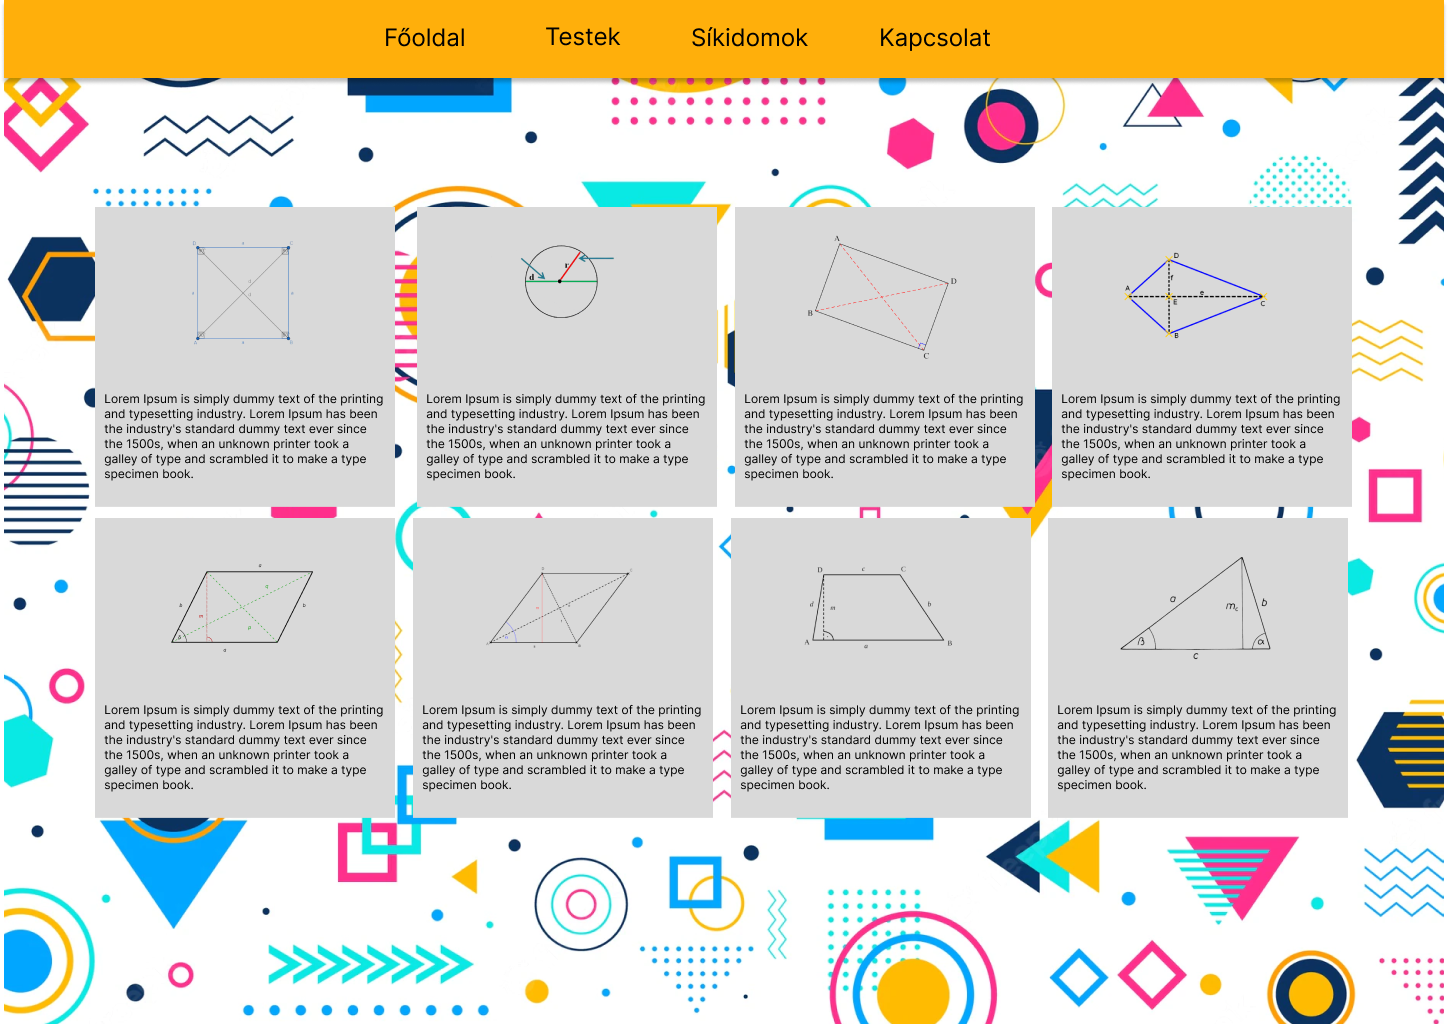 Főoldal Testek Síkidomok Kapcsolat
d r
A
B
C
D
A
D
f
e
E
C
B
Lorem Ipsum is simply dummy text of the printing
and typesetting industry. Lorem Ipsum has been
the industry's standard dummy text ever since
the 1500s, when an unknown printer took a
galley of type and scrambled it to make a type
specimen book.
Lorem Ipsum is simply dummy text of the printing
and typesetting industry. Lorem Ipsum has been
the industry's standard dummy text ever since
the 1500s, when an unknown printer took a
galley of type and scrambled it to make a type
specimen book.
Lorem Ipsum is simply dummy text of the printing
and typesetting industry. Lorem Ipsum has been
the industry's standard dummy text ever since
the 1500s, when an unknown printer took a
galley of type and scrambled it to make a type
specimen book.
Lorem Ipsum is simply dummy text of the printing
and typesetting industry. Lorem Ipsum has been
the industry's standard dummy text ever since
the 1500s, when an unknown printer took a
galley of type and scrambled it to make a type
specimen book.
a
b
m
b
β
a
D c C
d m b
A a B
a
m꜀
b
β
α
c
Lorem Ipsum is simply dummy text of the printing
and typesetting industry. Lorem Ipsum has been
the industry's standard dummy text ever since
the 1500s, when an unknown printer took a
galley of type and scrambled it to make a type
specimen book.
Lorem Ipsum is simply dummy text of the printing
and typesetting industry. Lorem Ipsum has been
the industry's standard dummy text ever since
the 1500s, when an unknown printer took a
galley of type and scrambled it to make a type
specimen book.
Lorem Ipsum is simply dummy text of the printing
and typesetting industry. Lorem Ipsum has been
the industry's standard dummy text ever since
the 1500s, when an unknown printer took a
galley of type and scrambled it to make a type
specimen book.
Lorem Ipsum is simply dummy text of the printing
and typesetting industry. Lorem Ipsum has been
the industry's standard dummy text ever since
the 1500s, when an unknown printer took a
galley of type and scrambled it to make a type
specimen book.